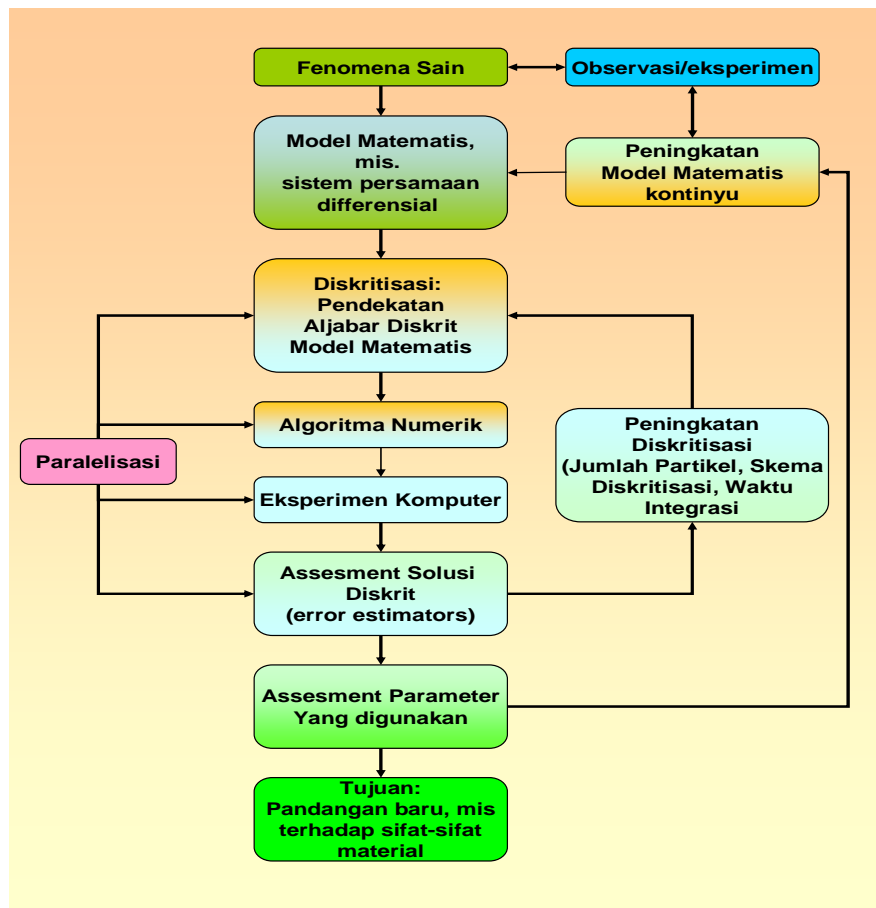 Fenomena Sain
Observasi/eksperimen
Model Matematis,
mis.
sistem persamaan
differensial
Peningkatan
Model Matematis
kontinyu
Diskritisasi:
Pendekatan
Aljabar Diskrit
Model Matematis
Algoritma Numerik
Peningkatan
Diskritisasi
(Jumlah Partikel, Skema
Diskritisasi, Waktu
Integrasi
Paralelisasi
Eksperimen Komputer
Assesment Solusi
Diskrit
(error estimators)
Assesment Parameter
Yang digunakan
Tujuan:
Pandangan baru, mis
terhadap sifat-sifat
material